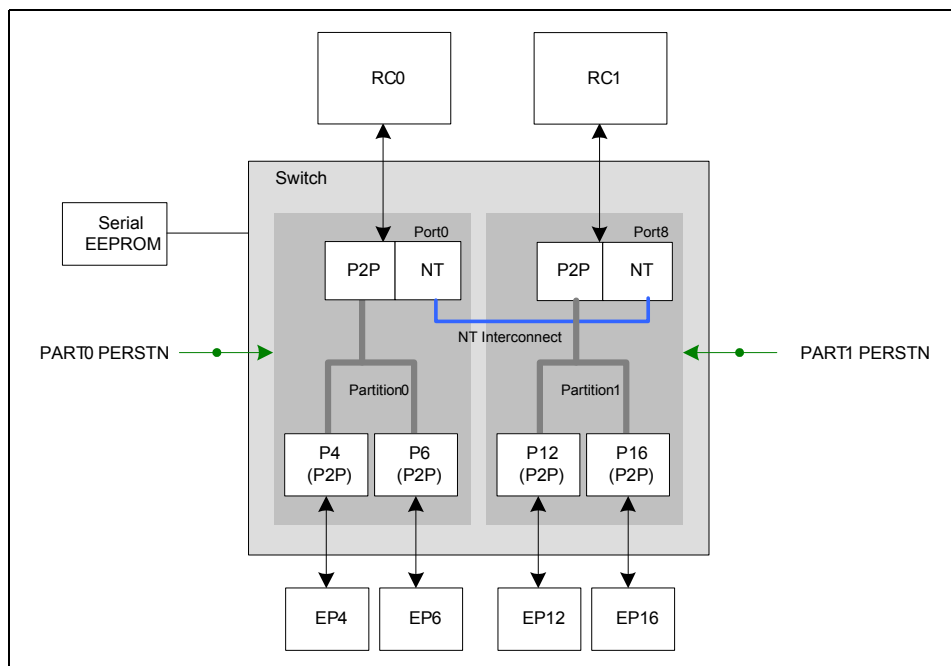 RC0
RC1
Switch
Serial
EEPROM
Port0
Port8
P2P
NT
P2P
NT
NT Interconnect
PART0 PERSTN
PART1 PERSTN
Partition0
Partition1
P4
(P2P)
P6
(P2P)
P12
(P2P)
P16
(P2P)
EP4
EP6
EP12
EP16